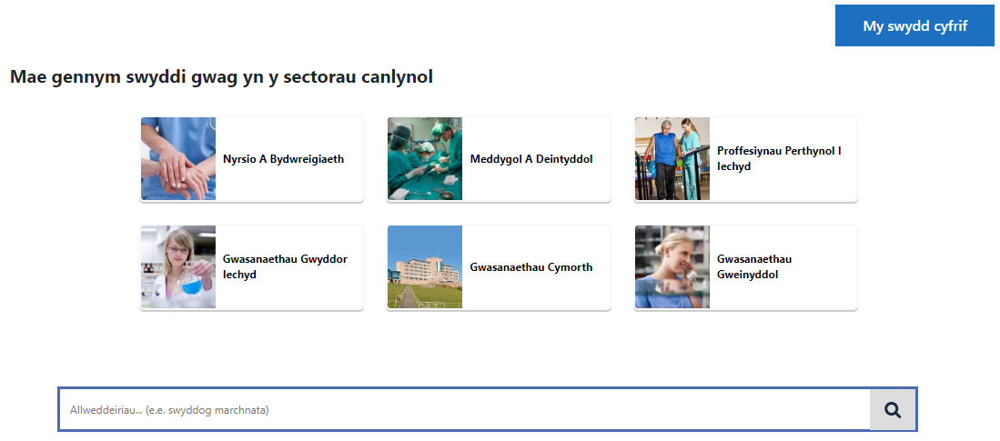 My swydd cyfrif
Mae gennym swyddi gwag yn y sectorau canlynol
Nyrsio A Bydwreigiaeth
Meddygol A Deintyddol
Proffesiynau Perthynol I
Iechyd
Gwasanaethau Gwyddor
Iechyd
Gwasanaethau Cymorth
Gwasanaethau
Gweinyddol
Allweddeiriau... (e.e. swyddog marchnata)